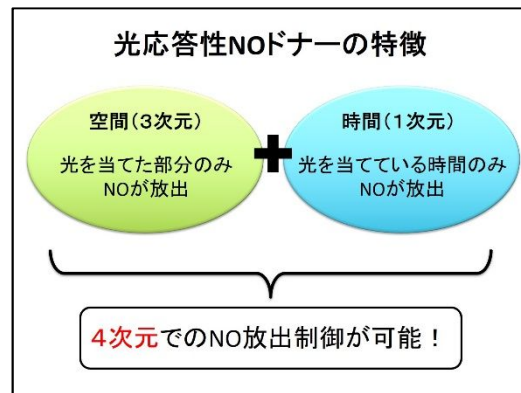 光応答性NOドナーの特徴
空間(3次元)
光を当てた部分のみ
NOが放出
+
時間(1次元)
光を当てている時間のみ
NOが放出
4次元でのNO放出制御が可能!